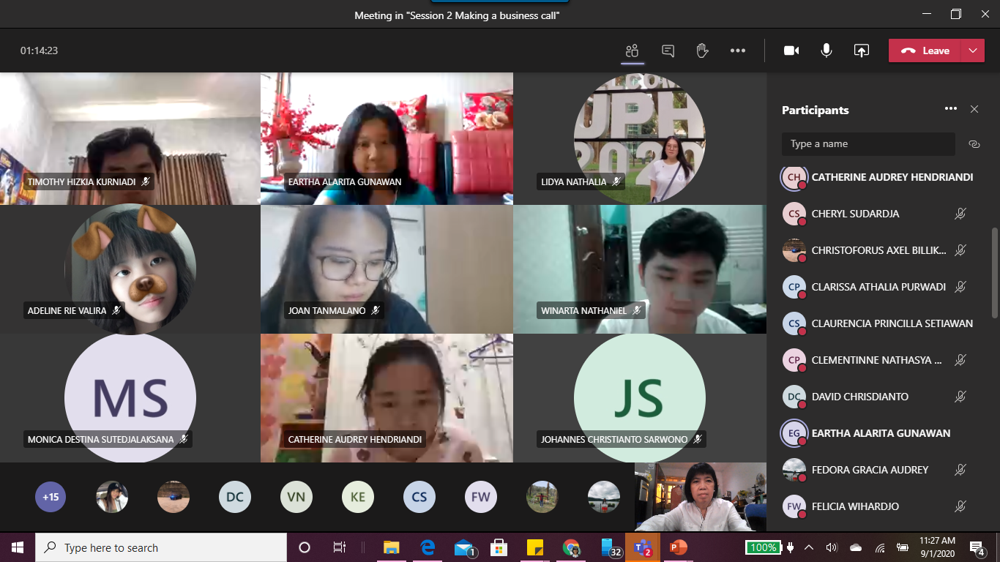 Meeting in "Session 2 Making a business call"
01:14:23
Leave
TIMOTHY HIZKIA KURNIADI
EARTHA ALARITA GUNAWAN
UPH
2020
LIDYA NATHALIA
ADELINE RIE VALIRA
JOAN TANMALANO
WINARTA NATHANIEL
MS
MONICA DESTINA SUTEDJALAKSANA
CATHERINE AUDREY HENDRIANDI
JS
JOHANNES CHRISTIANTO SARWONO
+15
DC
VN
KE
CS
FW
Participants
Type a name
CH CATHERINE AUDREY HENDRIANDI
CS CHERYL SUDARDJA
CHRISTOFORUS AXEL BILLIK...
CP CLARISSA ATHALIA PURWADI
CS CLAURENCIA PRINCILLA SETIAWAN
CP CLEMENTINNE NATHASYA ...
DC DAVID CHRISDIANTO
EG EARTHA ALARITA GUNAWAN
FEDORA GRACIA AUDREY
FW FELICIA WIHARDJO
Type here to search
1
32
2
100%
11:27 AM
9/1/2020
4